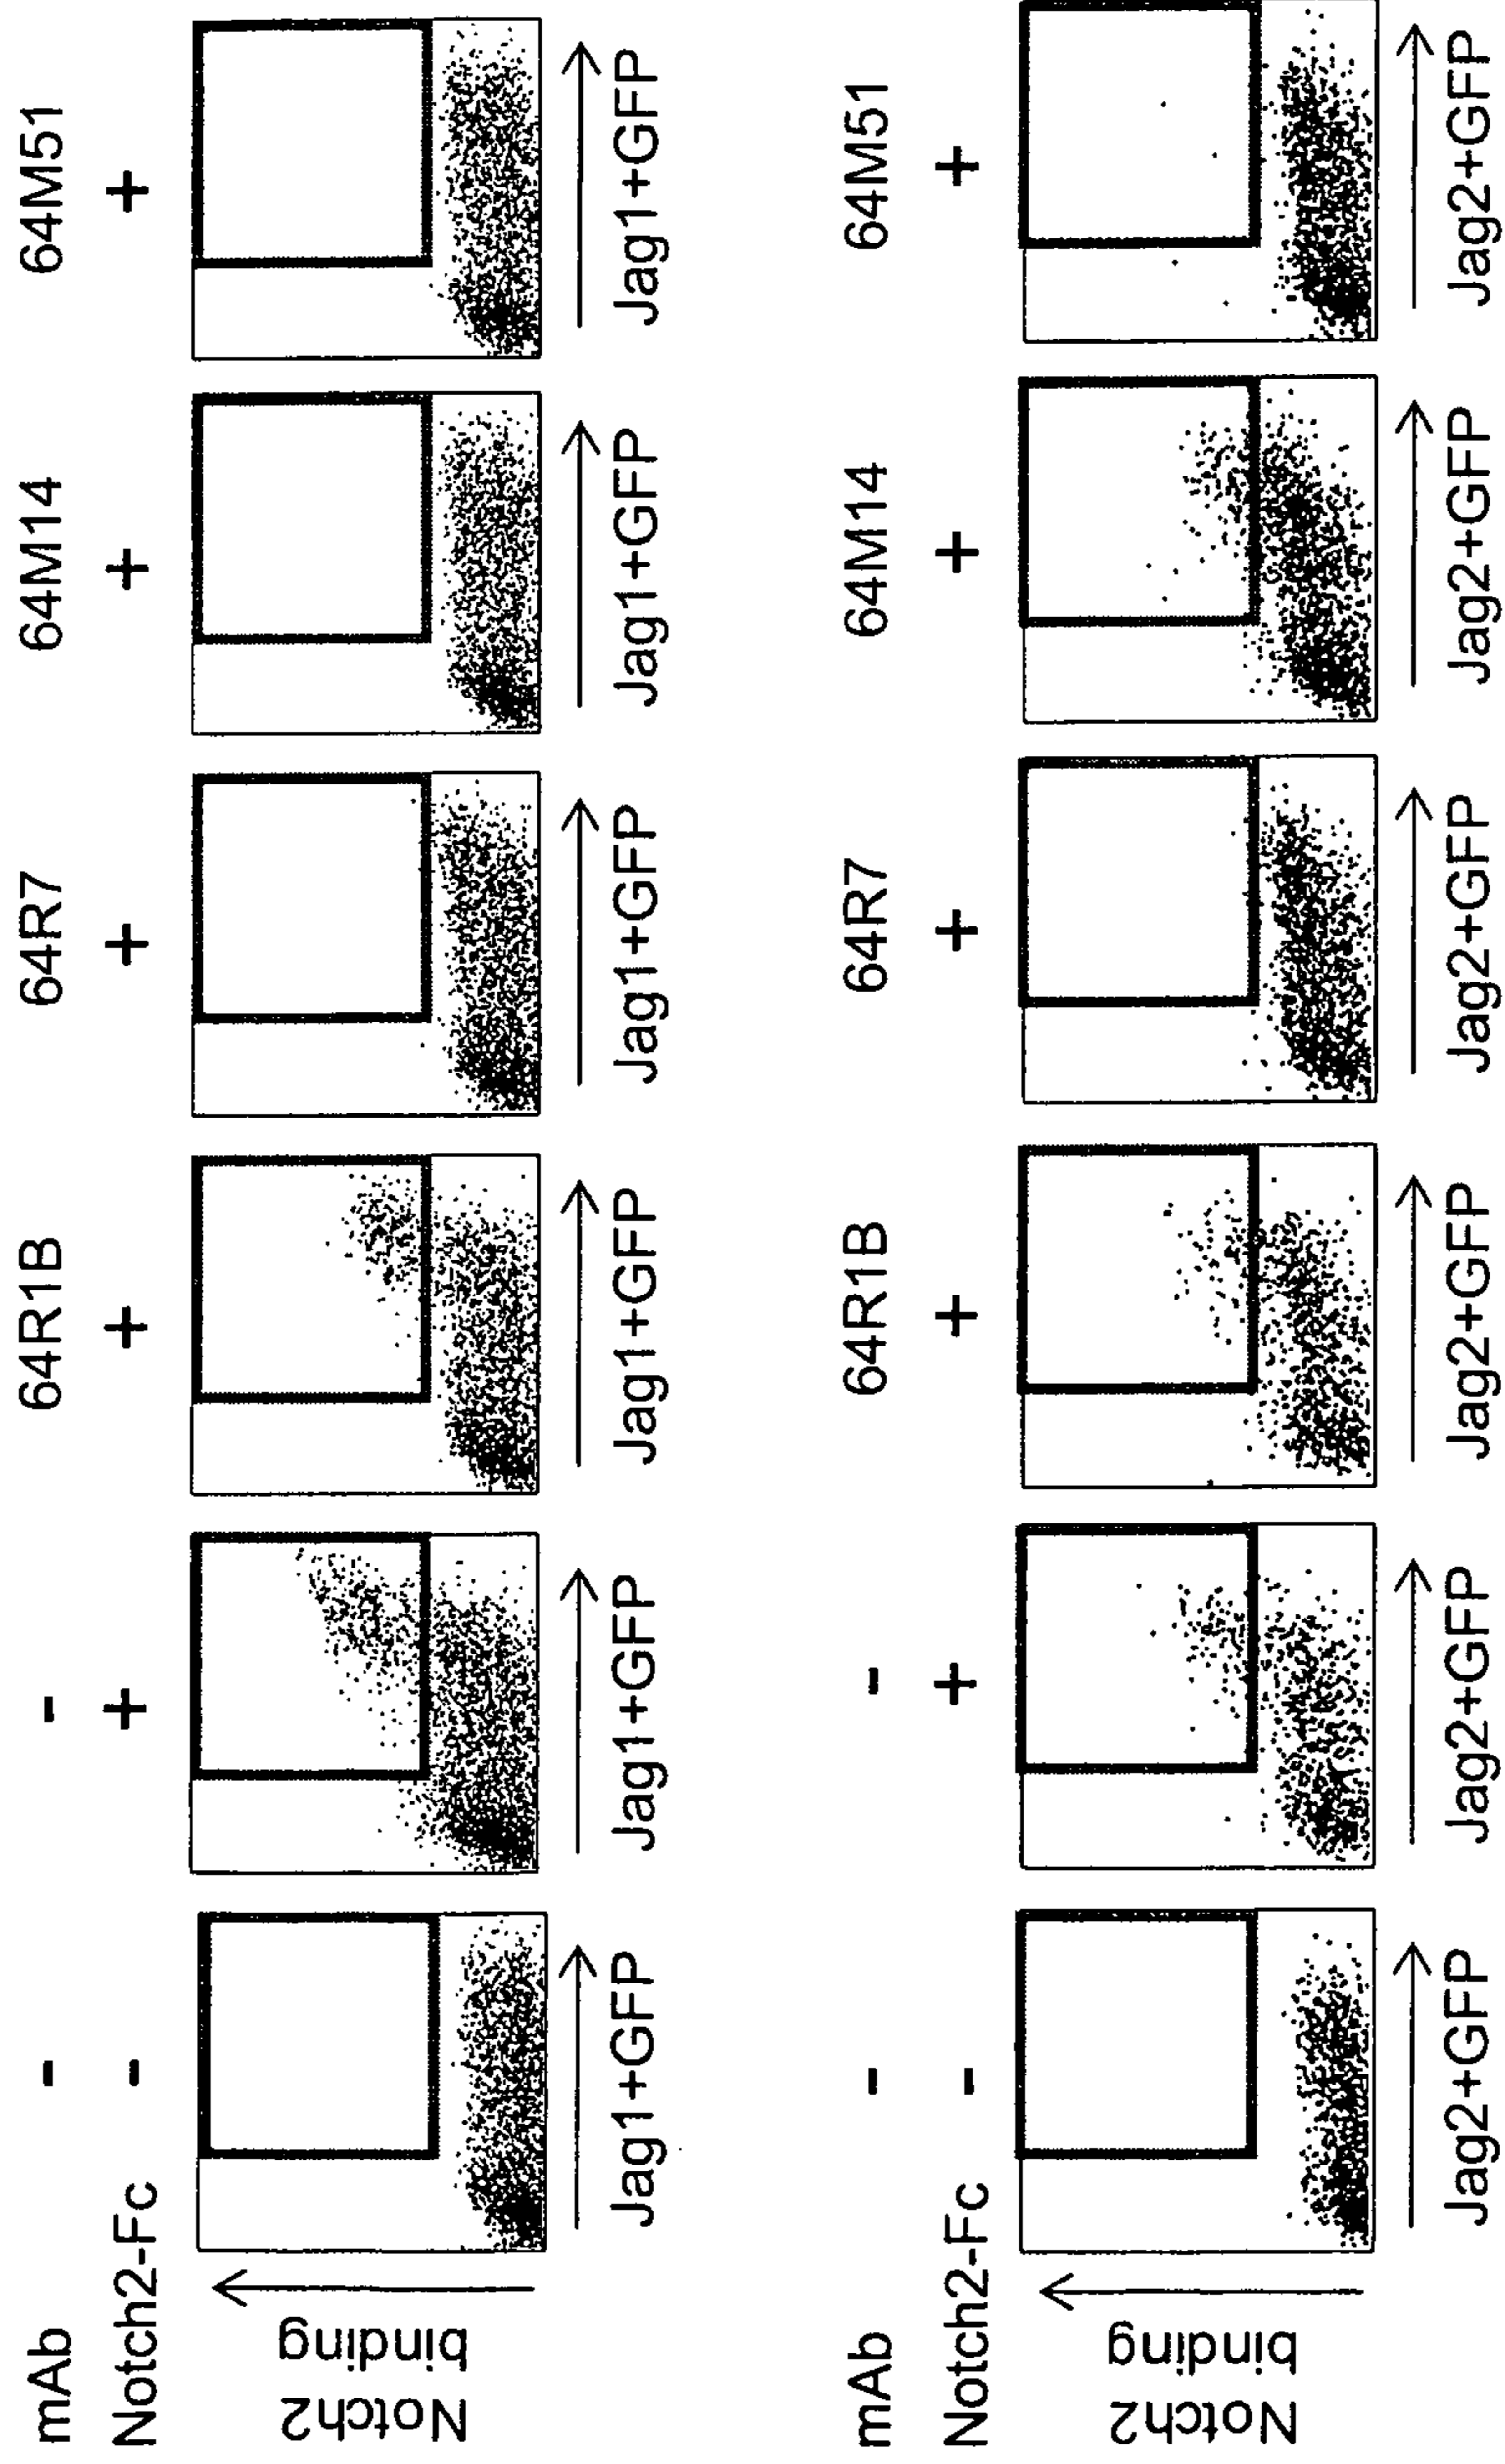 mAb - - 64R1B 64R7 64M14 64M51
Notch2-Fc - + + + + +
Notch2
binding
Jag1+GFP Jag1+GFP Jag1+GFP Jag1+GFP Jag1+GFP Jag1+GFP
mAb - - 64R1B 64R7 64M14 64M51
Notch2-Fc - + + + + +
Notch2
binding
Jag2+GFP Jag2+GFP Jag2+GFP Jag2+GFP Jag2+GFP Jag2+GFP